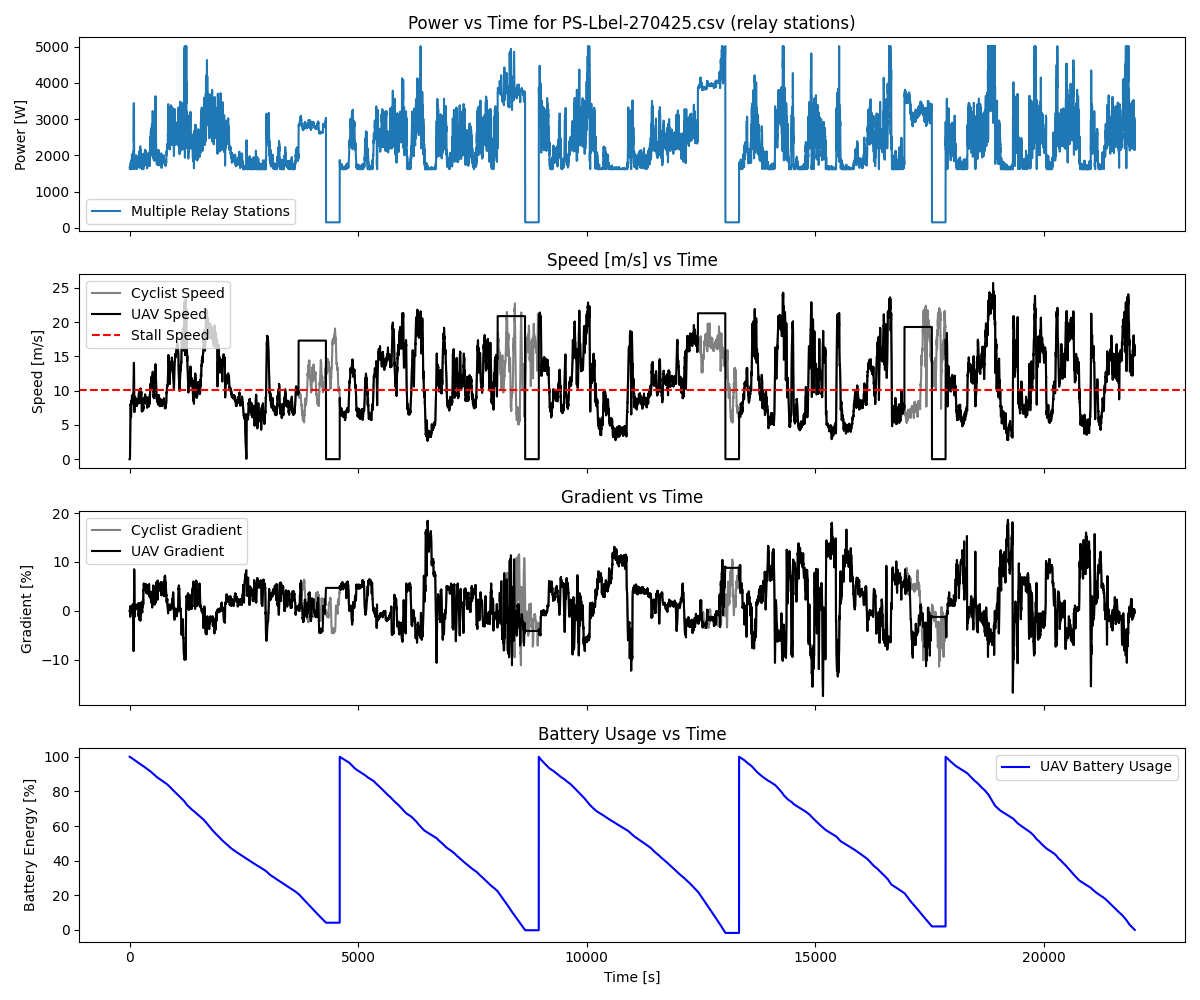 Power vs Time for PS-Lbel-270425.csv (relay stations)
5000
4000
3000
2000
1000
0
Power [W]
Multiple Relay Stations
Speed [m/s] vs Time
25
20
15
10
5
0
Speed [m/s]
Cyclist Speed
UAV Speed
Stall Speed
Gradient vs Time
20
10
0
−10
Gradient [%]
Cyclist Gradient
UAV Gradient
Battery Usage vs Time
100
80
60
40
20
0
Battery Energy [%]
UAV Battery Usage
0
5000
10000
15000
20000
Time [s]